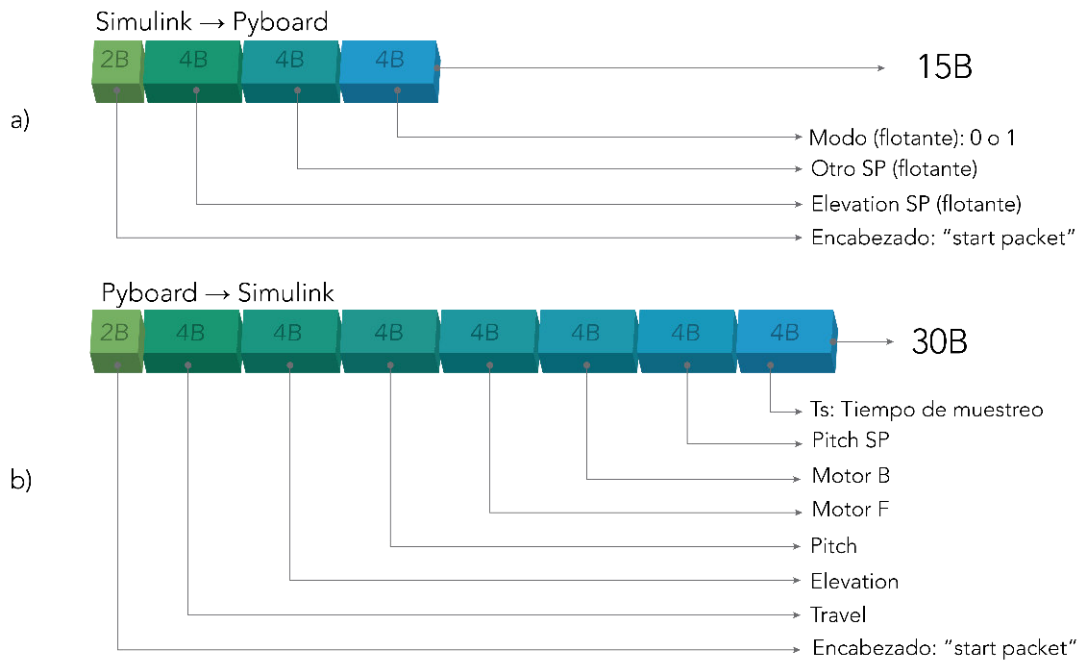 Simulink → Pyboard
2B 4B 4B 4B
15B
a)
Modo (flotante): 0 o 1
Otro SP (flotante)
Elevation SP (flotante)
Encabezado: “start packet”
Pyboard → Simulink
2B 4B 4B 4B 4B 4B 4B 4B
30B
Ts: Tiempo de muestreo
Pitch SP
b)
Motor B
Motor F
Pitch
Elevation
Travel
Encabezado: “start packet“